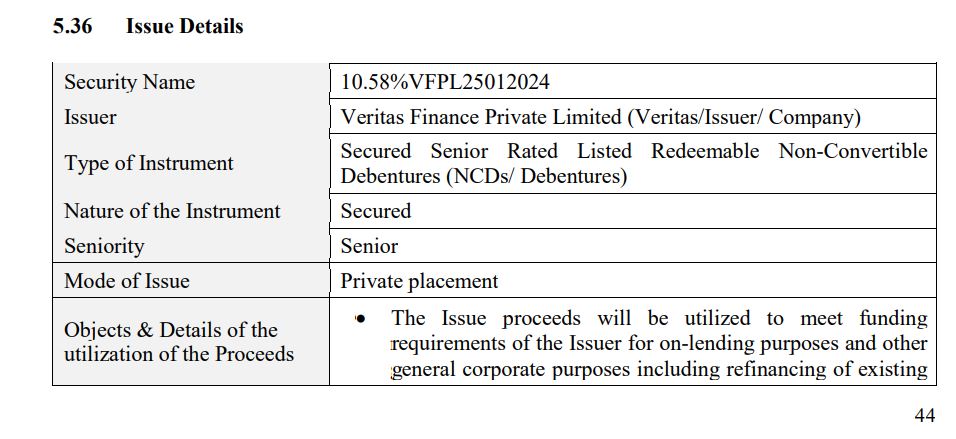 5.36 Issue Details
Security Name 10.58%VFPL25012024
Issuer Veritas Finance Private Limited (Veritas/Issuer/ Company)
Type of Instrument Secured Senior Rated Listed Redeemable Non-Convertible
Debentures (NCDs/ Debentures)
Nature of the Instrument Secured
Seniority Senior
Mode of Issue Private placement
Objects & Details of the
utilization of the Proceeds
• The Issue proceeds will be utilized to meet funding
requirements of the Issuer for on-lending purposes and other
general corporate purposes including refinancing of existing
44